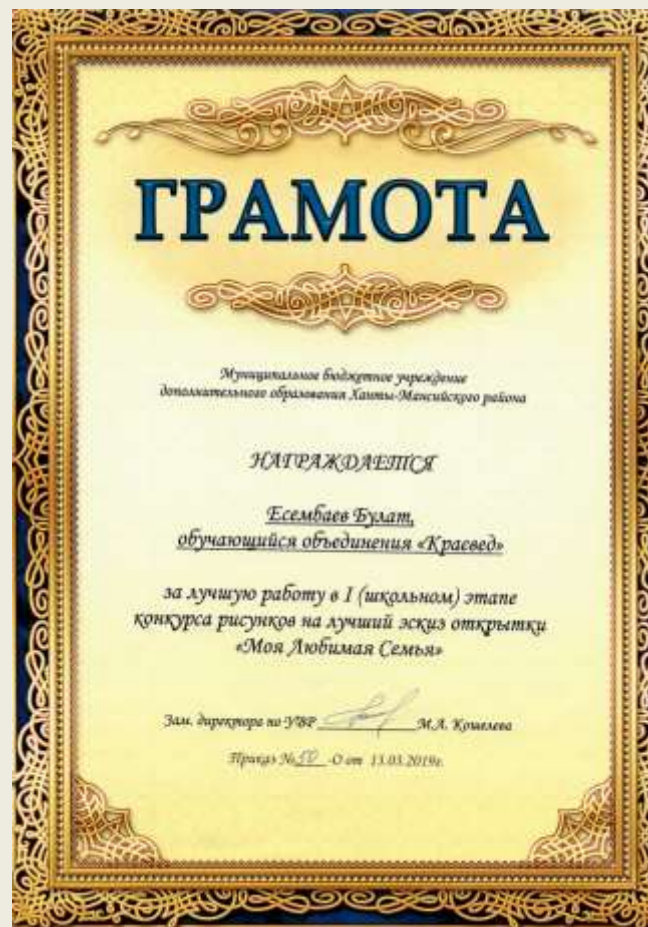 ГРАМОТА
Муниципальное бюджетное учреждение
дополнительного образования Ханты-Мансийского района
НАГРАЖДАЕТСЯ
Есембаев Булат,
обучающийся объединения «Краевед»
за лучшую работу в I (школьном) этапе
конкурса рисунков на лучший эскиз открытки
«Моя Любимая Семья»
Зам. директора по УВР М.А. Кошелева
Приказ №50-О от 13.03.2019г.